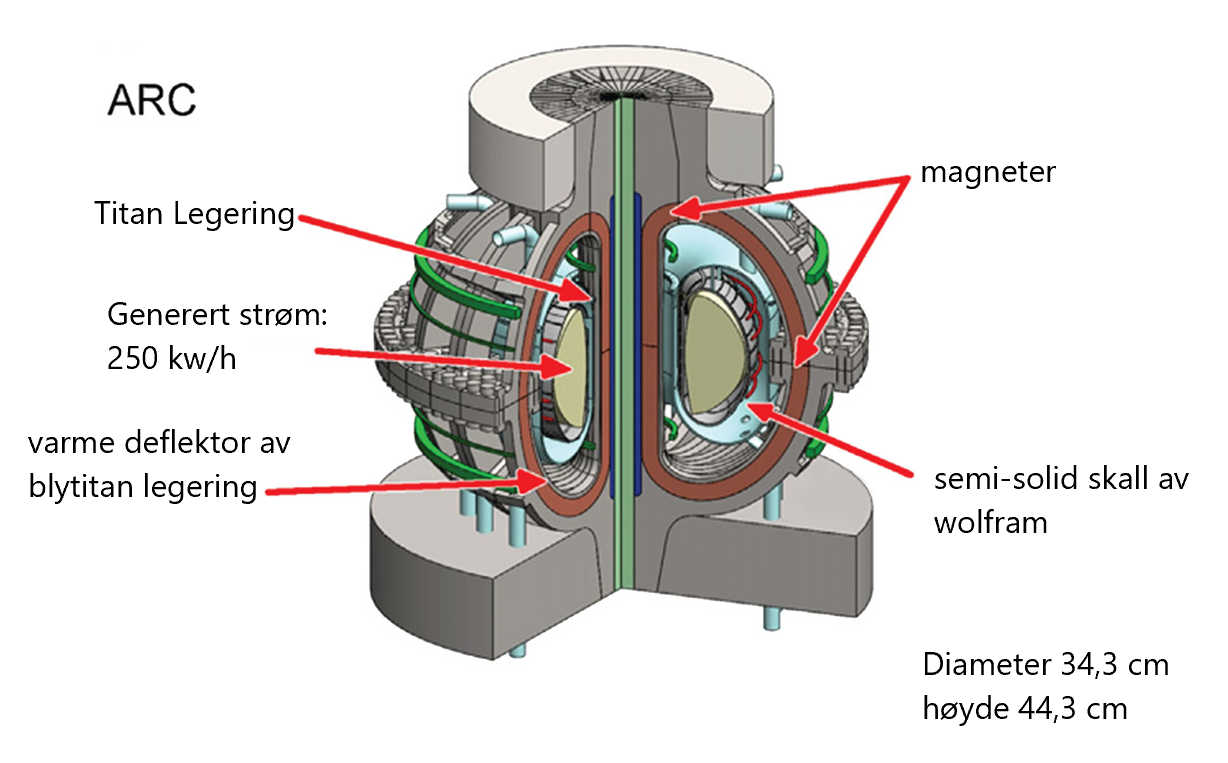 ARC
magneter
Titan Legering
Generert strøm:
250 kw/h
varme deflektor av
blytitan legering
semi-solid skall av
wolfram
Diameter 34,3 cm
høyde 44,3 cm